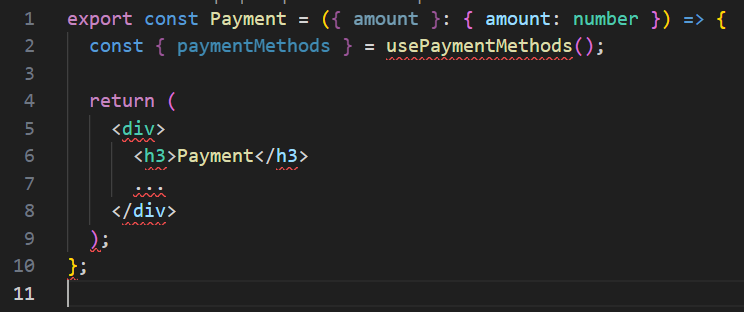 1 export const Payment = ({ amount }: { amount: number }) => {
2 const { paymentMethods } = usePaymentMethods();
3
4 return (
5 <div>
6 <h3>Payment</h3>
7 ...
8 </div>
9 );
10 };
11